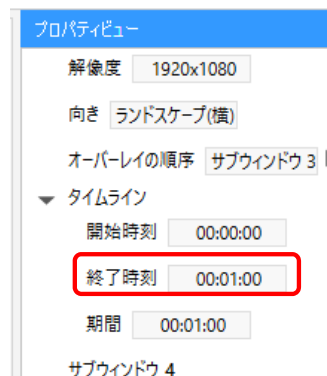 プロパティビュー
解像度 1920x1080
向き ランドスケープ(横)
オーバーレイの順序 サブウィンドウ 3
タイムライン
開始時刻 00:00:00
終了時刻 00:01:00
期間 00:01:00
サブウィンドウ 4